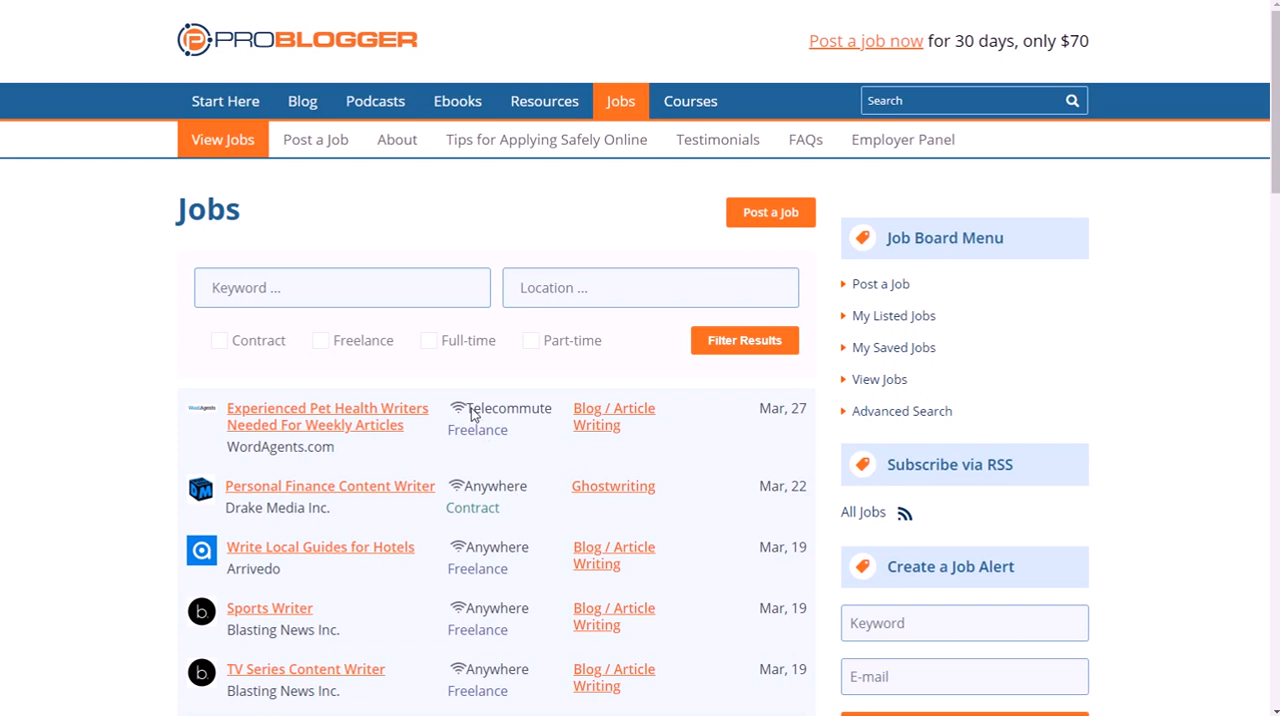 PROBLOGGER
Post a job now for 30 days, only $70
Start Here Blog Podcasts Ebooks Resources Jobs Courses Search
View Jobs Post a Job About Tips for Applying Safely Online Testimonials FAQs Employer Panel
Jobs
Post a Job
Keyword ... Location ...
Contract Freelance Full-time Part-time Filter Results
Experienced Pet Health Writers Needed For Weekly Articles
WordAgents.com
Telecommute
Freelance
Blog / Article
Writing
Mar, 27
Personal Finance Content Writer
Drake Media Inc.
Anywhere
Contract
Ghostwriting
Mar, 22
Write Local Guides for Hotels
Arrivedo
Anywhere
Freelance
Blog / Article
Writing
Mar, 19
b.
Sports Writer
Blasting News Inc.
Anywhere
Freelance
Blog / Article
Writing
Mar, 19
b.
TV Series Content Writer
Blasting News Inc.
Anywhere
Freelance
Blog / Article
Writing
Mar, 19
Job Board Menu
Post a Job
My Listed Jobs
My Saved Jobs
View Jobs
Advanced Search
Subscribe via RSS
All Jobs
Create a Job Alert
Keyword
E-mail